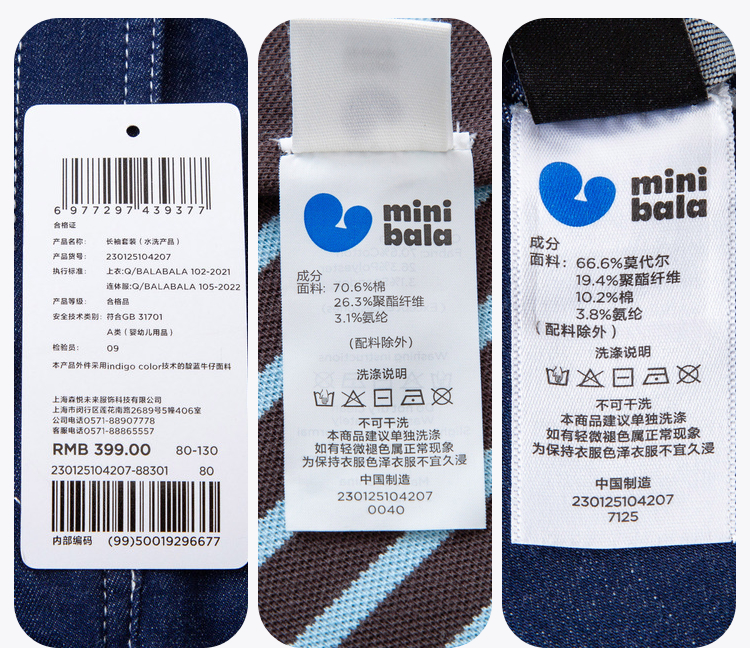 6 977297 439377
合格证
产品名称: 长袖套装（水洗产品）
产品货号: 230125104207
执行标准: 上衣:Q/BALABALA 102-2021
连体服:Q/BALABALA 105-2022
产品等级: 合格品
安全技术类别: 符合GB 31701
A类（婴幼儿用品）
检验员: 09
本产品外件采用indigo color技术的酸蓝牛仔面料
上海森悦未来服饰科技有限公司
上海市闵行区莲花南路2689号5幢406室
公司电话0571-88907778
客服电话0571-88865557
RMB 399.00 80-130
230125104207-88301 80
内部编码 (99)50019296677
mini
bala
成分
面料: 70.6%棉
26.3%聚酯纤维
3.1%氨纶
(配料除外)
洗涤说明
不可干洗
本商品建议单独洗涤
如有轻微褪色属正常现象
为保持衣服色泽衣服不宜久浸
中国制造
230125104207
0040
mini
bala
成分
面料: 66.6%莫代尔
19.4%聚酯纤维
10.2%棉
3.8%氨纶
(配料除外)
洗涤说明
不可干洗
本商品建议单独洗涤
如有轻微褪色属正常现象
为保持衣服色泽衣服不宜久浸
中国制造
230125104207
7125